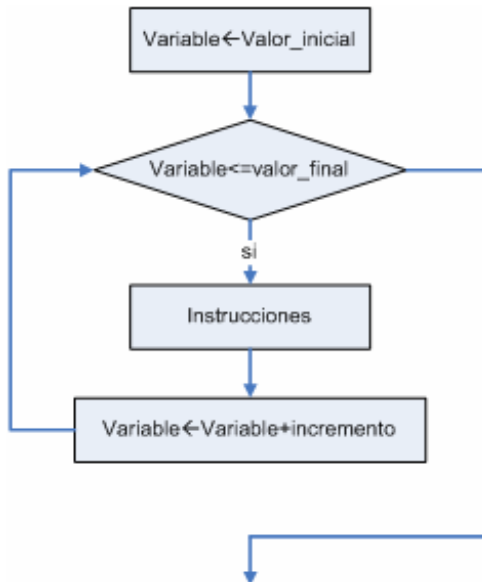 Variable←Valor_inicial
Variable<=valor_final
si
Instrucciones
Variable←Variable+incremento